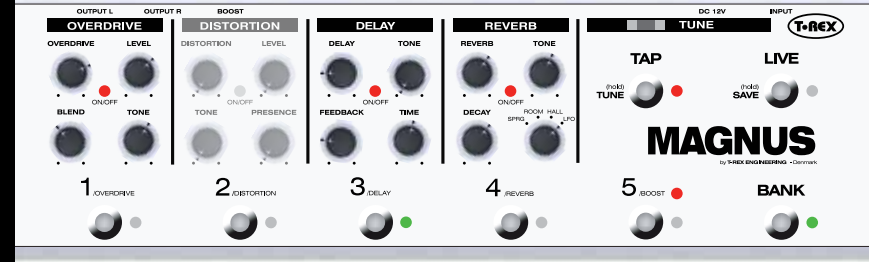 OUTPUT L OUTPUT R BOOST DC 12V INPUT
OVERDRIVE DISTORTION DELAY REVERB TUNE T-REX
OVERDRIVE LEVEL DISTORTION LEVEL DELAY TONE REVERB TONE
TAP LIVE
(hold) TUNE (hold) SAVE
ON/OFF ON/OFF ON/OFF ON/OFF
BLEND TONE TONE PRESENCE FEEDBACK TIME DECAY SPRG ROOM HALL LFO
MAGNUS
by T-REX ENGINEERING - Denmark
1/OVERDRIVE 2/DISTORTION 3/DELAY 4/REVERB 5/BOOST BANK